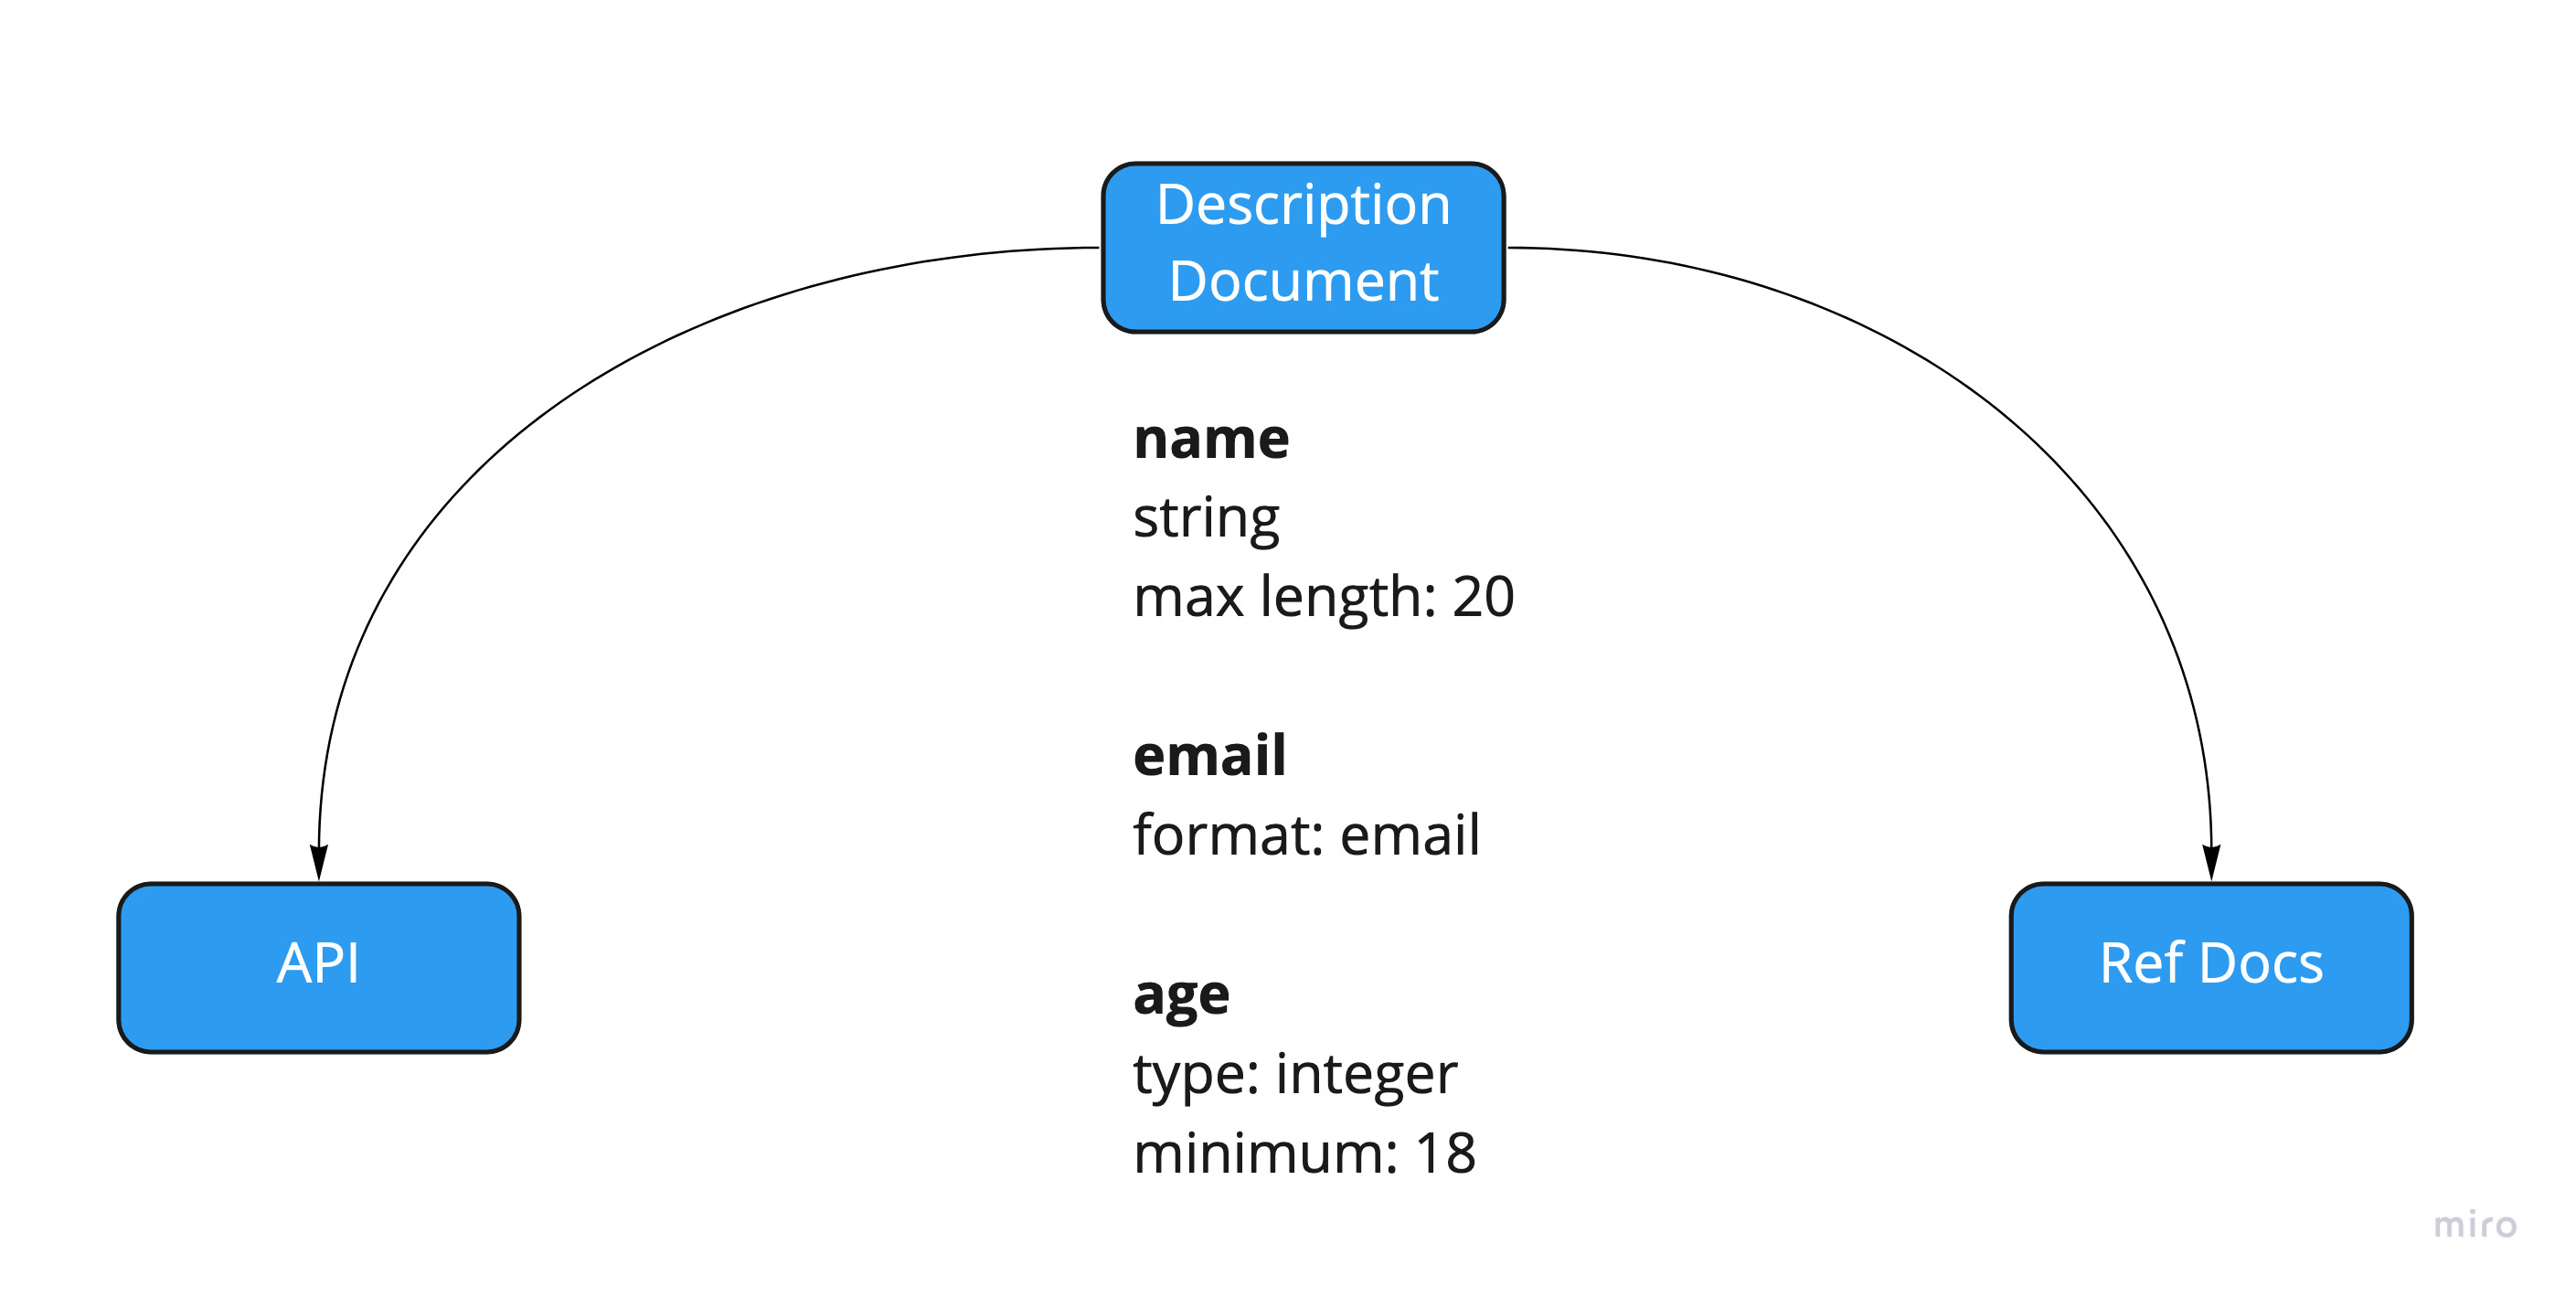 Description
Document
name
string
max length: 20
email
format: email
age
type: integer
minimum: 18
API
Ref Docs
miro